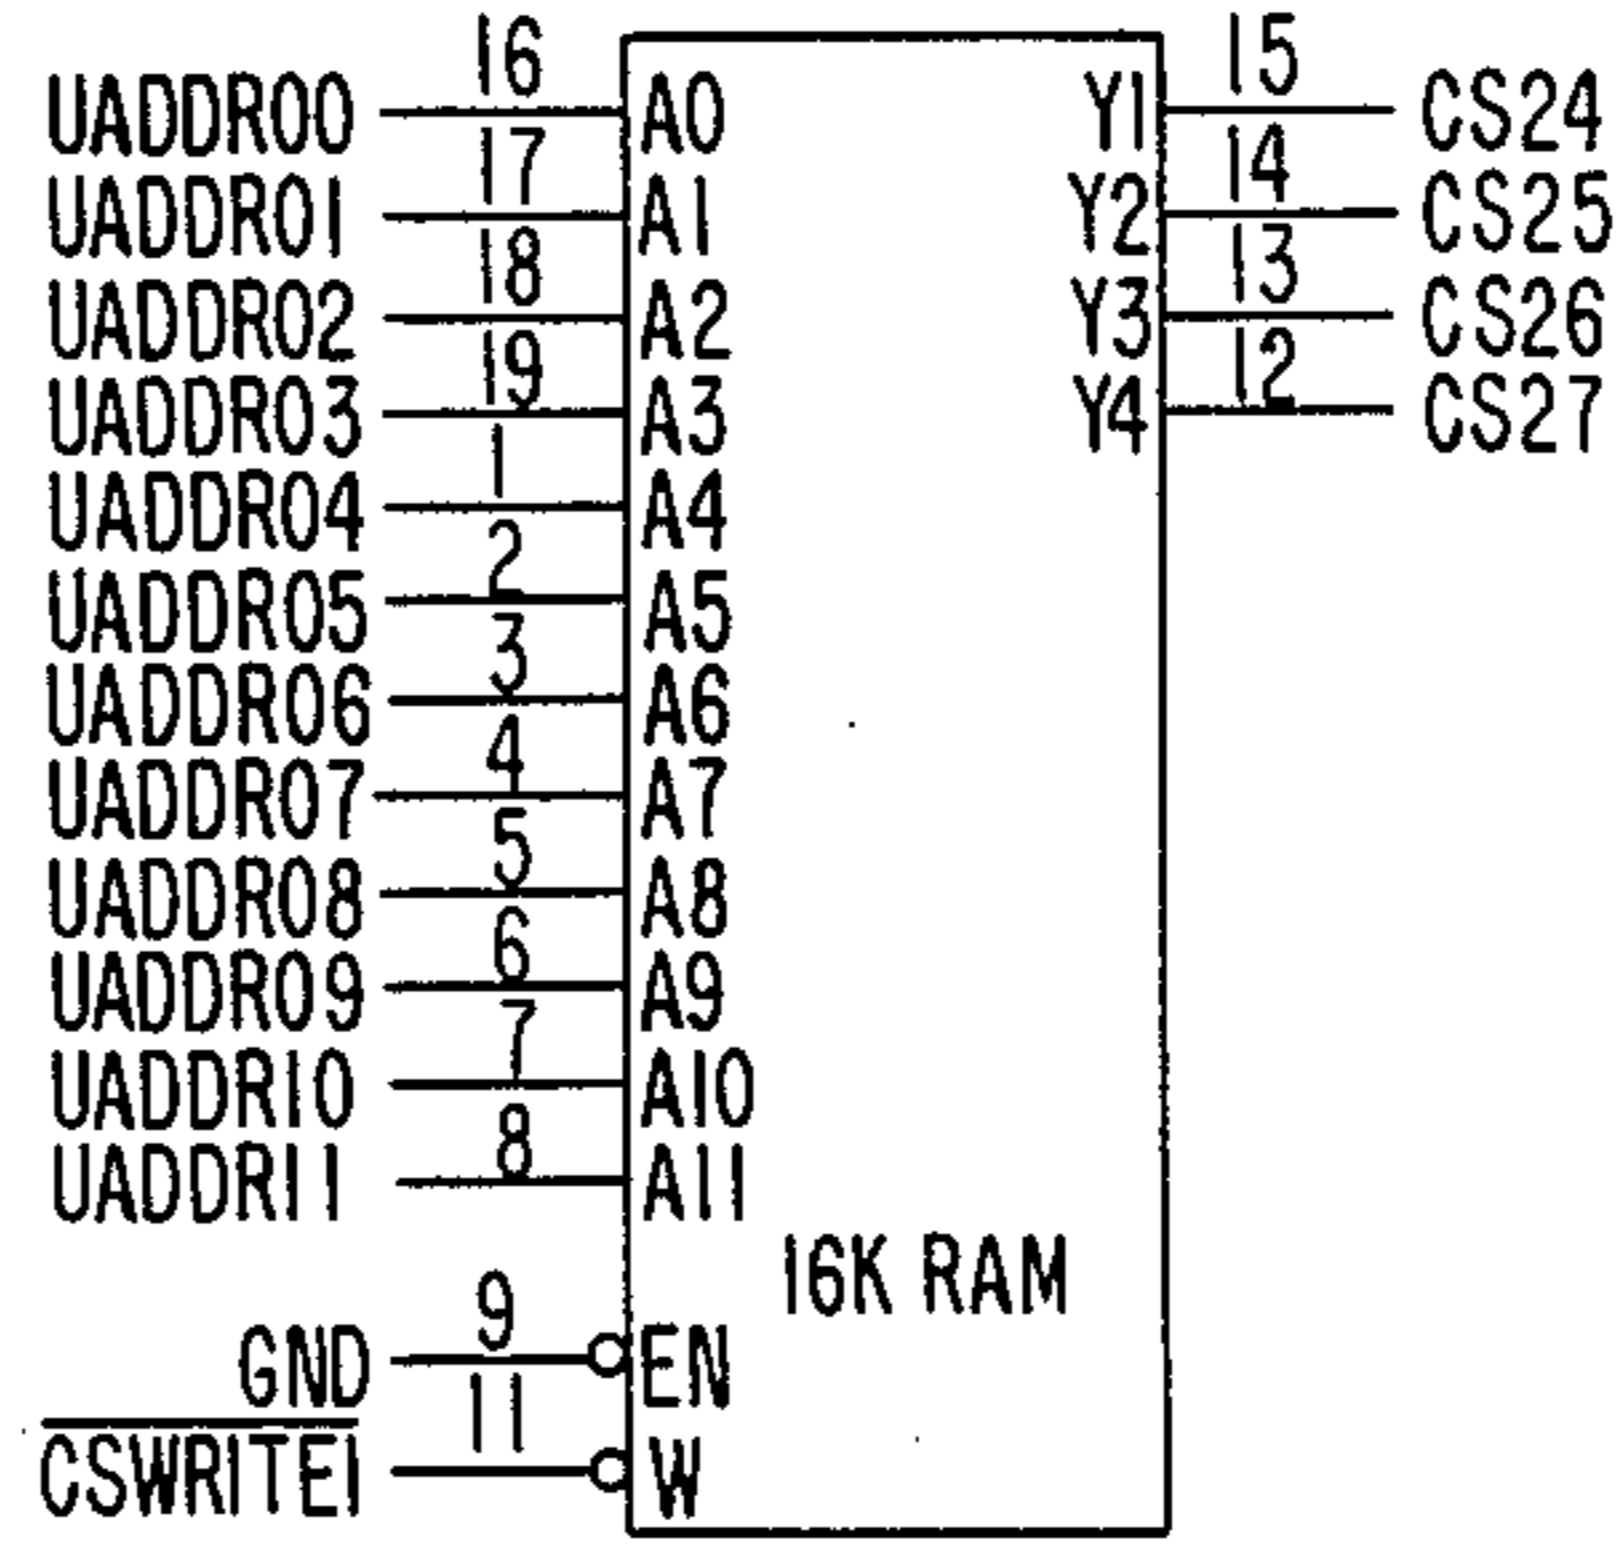 UADDR00 16 A0 Y1 15 CS24
UADDR01 17 A1 Y2 14 CS25
UADDR02 18 A2 Y3 13 CS26
UADDR03 19 A3 Y4 12 CS27
UADDR04 1 A4
UADDR05 2 A5
UADDR06 3 A6
UADDR07 4 A7
UADDR08 5 A8
UADDR09 6 A9
UADDR10 7 A10
UADDR11 8 A11
16K RAM
GND 9 EN
CSWRITE1 11 W